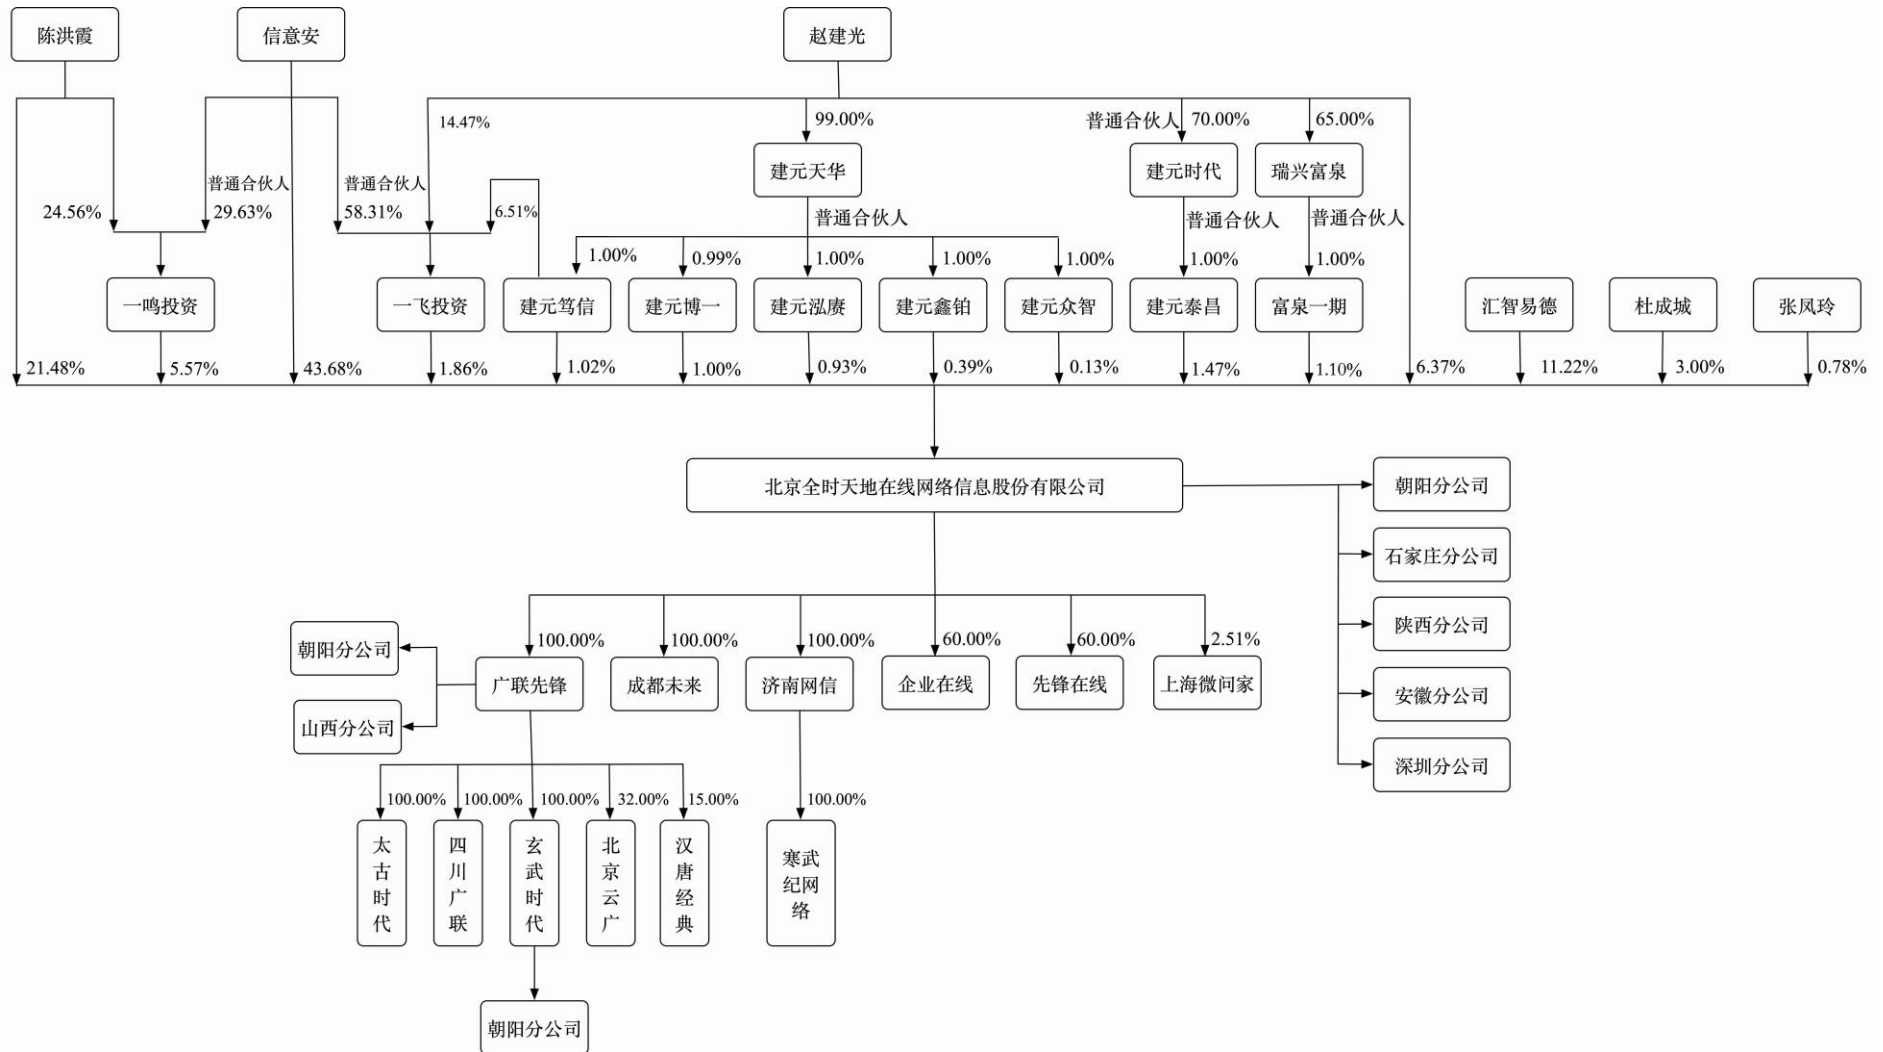 陈洪霞
信意安
赵建光
14.47%
99.00%
普通合伙人
70.00%
65.00%
建元天华
建元时代
瑞兴富泉
24.56%
普通合伙人
29.63%
普通合伙人
58.31%
6.51%
普通合伙人
普通合伙人
普通合伙人
1.00%
0.99%
1.00%
1.00%
1.00%
1.00%
1.00%
一鸣投资
一飞投资
建元笃信
建元博一
建元泓赓
建元鑫铂
建元众智
建元泰昌
富泉一期
汇智易德
杜成城
张凤玲
21.48%
5.57%
43.68%
1.86%
1.02%
1.00%
0.93%
0.39%
0.13%
1.47%
1.10%
6.37%
11.22%
3.00%
0.78%
北京全时天地在线网络信息股份有限公司
朝阳分公司
石家庄分公司
陕西分公司
安徽分公司
深圳分公司
100.00%
100.00%
100.00%
60.00%
60.00%
2.51%
朝阳分公司
山西分公司
广联先锋
成都未来
济南网信
企业在线
先锋在线
上海微问家
100.00%
100.00%
100.00%
32.00%
15.00%
100.00%
太古时代
四川广联
玄武时代
北京云广
汉唐经典
寒武
纪网
络
朝阳分公司